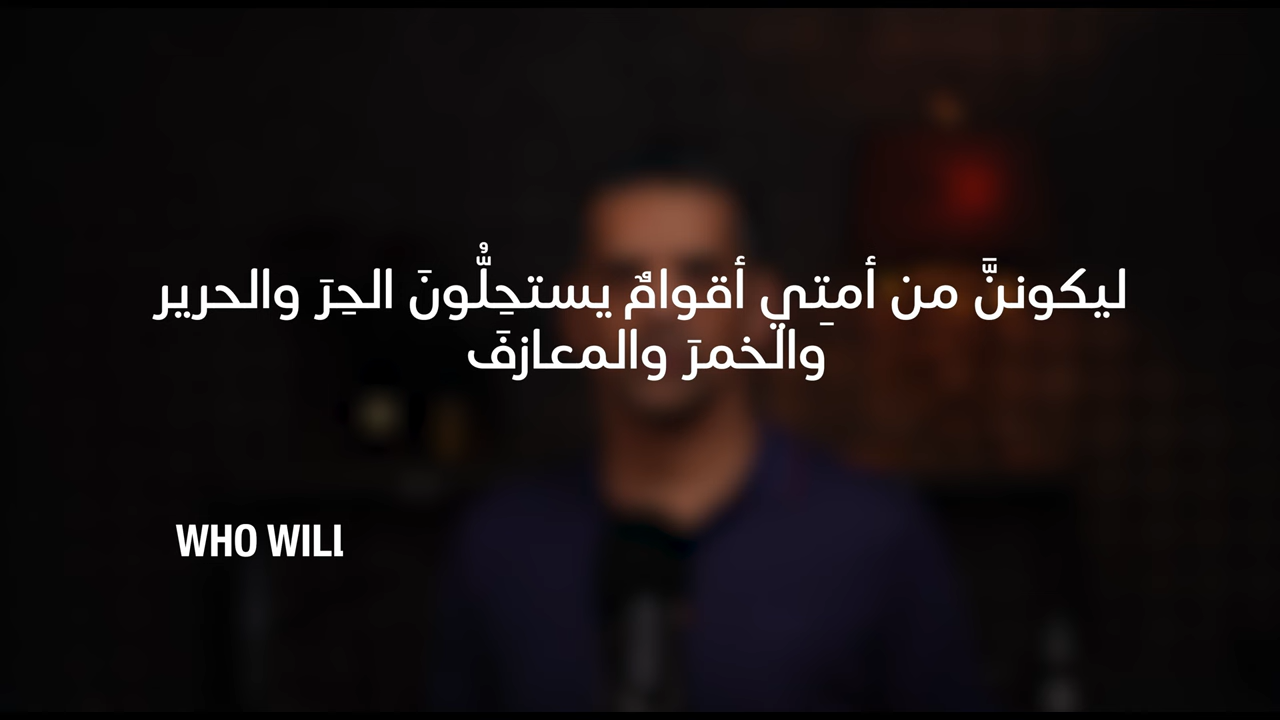 ليكوننَّ من أمتِي أقوامٌ يستحِلُّونَ الحِرَ والحرير
والخمرَ والمعازفَ
WHO WILL